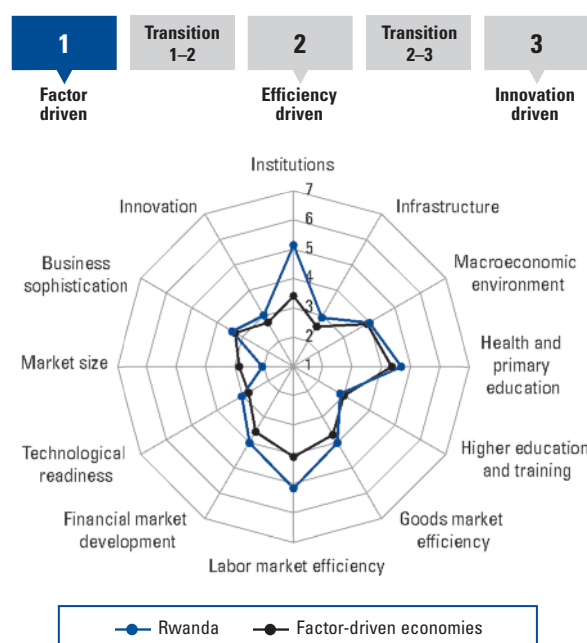 1
Transition
1–2
2
Transition
2–3
3
Factor
driven
Efficiency
driven
Innovation
driven
Institutions
7
Innovation
6
Infrastructure
5
Business
sophistication
4
Macroeconomic
environment
3
2
Market size
1
Health and
primary
education
Technological
readiness
Higher education
and training
Financial market
development
Goods market
efficiency
Labor market efficiency
Rwanda
Factor-driven economies